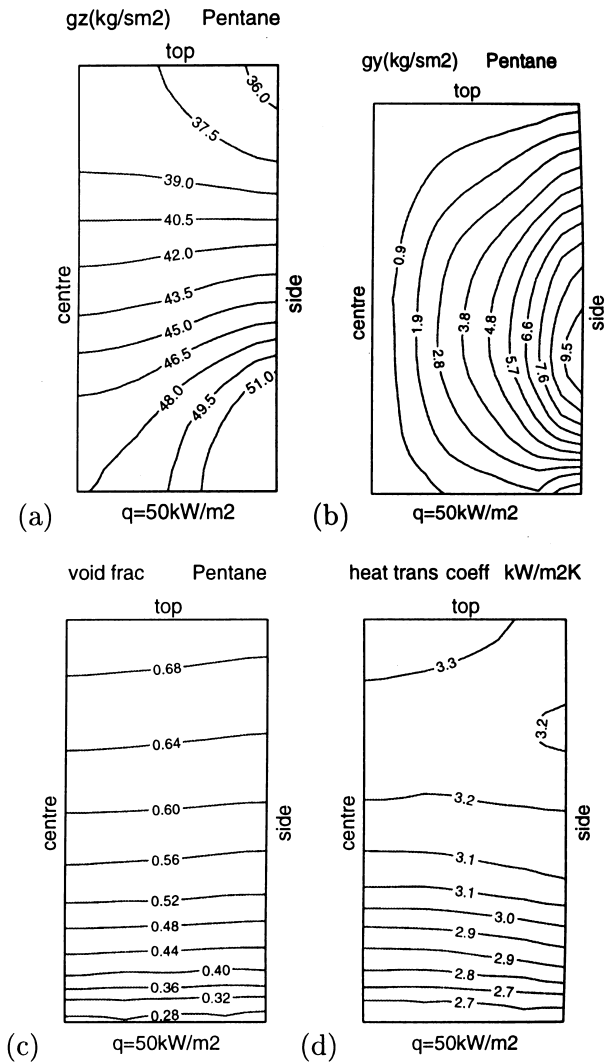 gz(kg/sm2) Pentane
top
36.0
37.5
39.0
40.5
42.0
43.5
45.0
46.5
48.0
49.5
51.0
centre
side
(a)
q=50kW/m2
gy(kg/sm2) Pentane
top
0.9
1.9
2.8
3.8
4.8
5.7
6.6
7.6
9.5
centre
side
(b)
q=50kW/m2
void frac Pentane
top
0.68
0.64
0.60
0.56
0.52
0.48
0.44
0.40
0.36
0.32
0.28
centre
side
(c)
q=50kW/m2
heat trans coeff kW/m2K
top
3.3
3.2
3.2
3.1
3.1
3.0
2.9
2.9
2.8
2.7
2.7
centre
side
(d)
q=50kW/m2